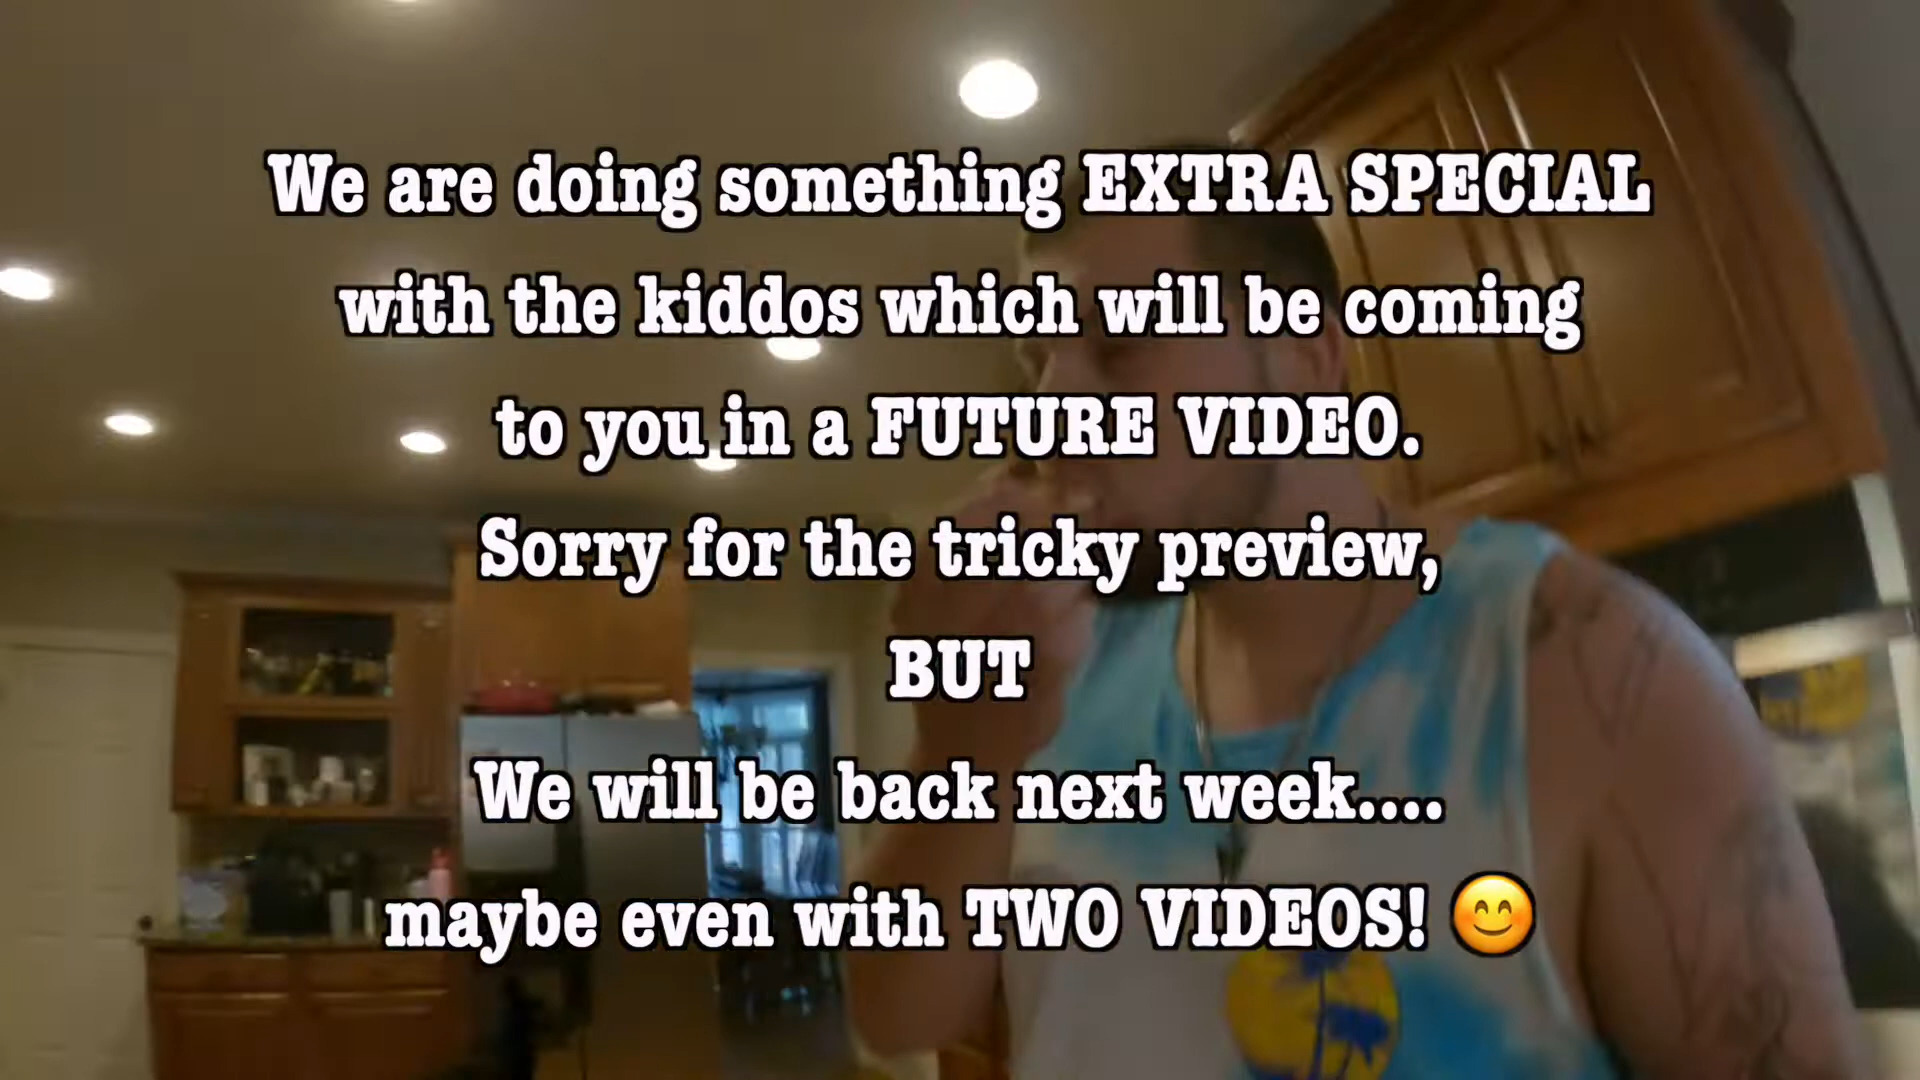 We are doing something EXTRA SPECIAL
with the kiddos which will be coming
to you in a FUTURE VIDEO.
Sorry for the tricky preview,
BUT
We will be back next week....
maybe even with TWO VIDEOS! 😊